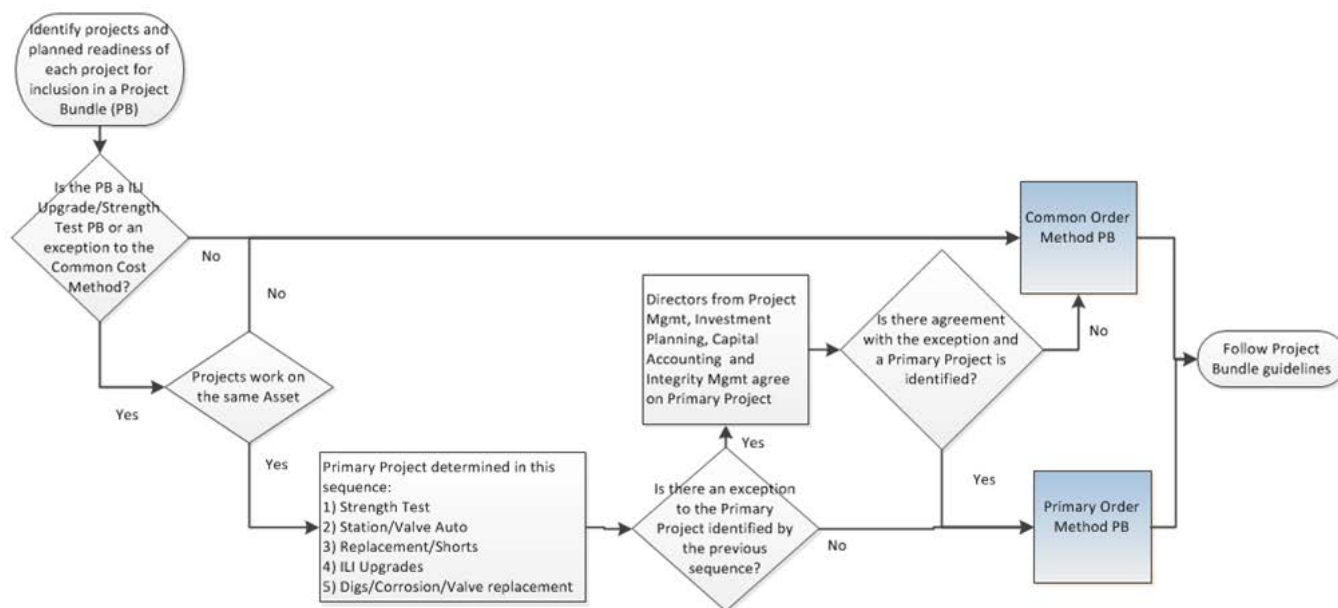 Identify projects and
planned readiness of
each project for
inclusion in a Project
Bundle (PB)
Is the PB a ILI
Upgrade/Strength
Test PB or an
exception to the
Common Cost
Method?
No
Yes
No
Projects work on
the same Asset
Yes
Primary Project determined in this
sequence:
1) Strength Test
2) Station/Valve Auto
3) Replacement/Shorts
4) ILI Upgrades
5) Digs/Corrosion/Valve replacement
Directors from Project
Mgmt, Investment
Planning, Capital
Accounting and
Integrity Mgmt agree
on Primary Project
Yes
Is there an exception
to the Primary
Project identified by
the previous
sequence?
No
Is there agreement
with the exception and
a Primary Project is
identified?
No
Yes
Common Order
Method PB
Primary Order
Method PB
Follow Project
Bundle guidelines